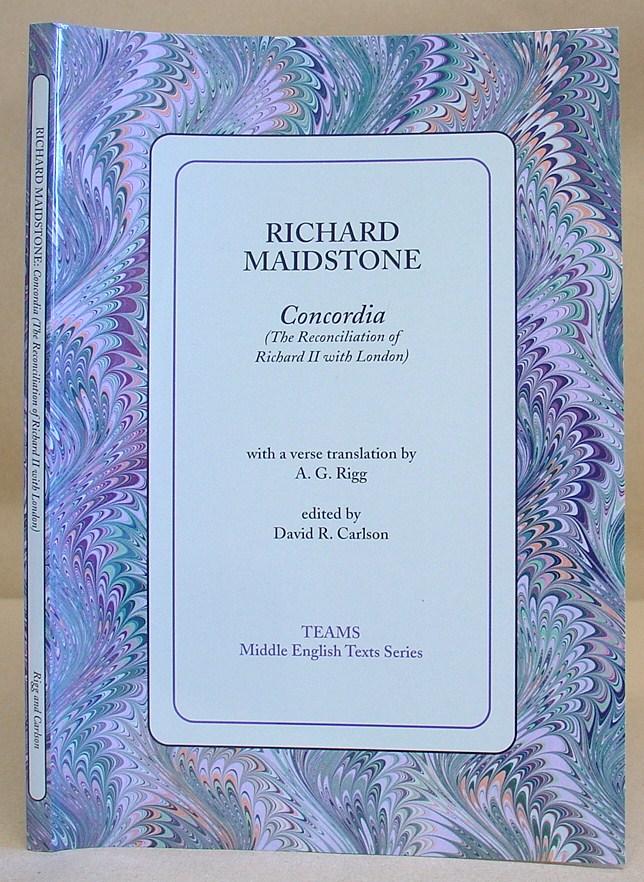 RICHARD MAIDSTONE: Concordia (The Reconciliation of Richard II with London)
Rigg and Carlson
RICHARD
MAIDSTONE
Concordia
(The Reconciliation of
Richard II with London)
with a verse translation by
A. G. Rigg
edited by
David R. Carlson
TEAMS
Middle English Texts Series